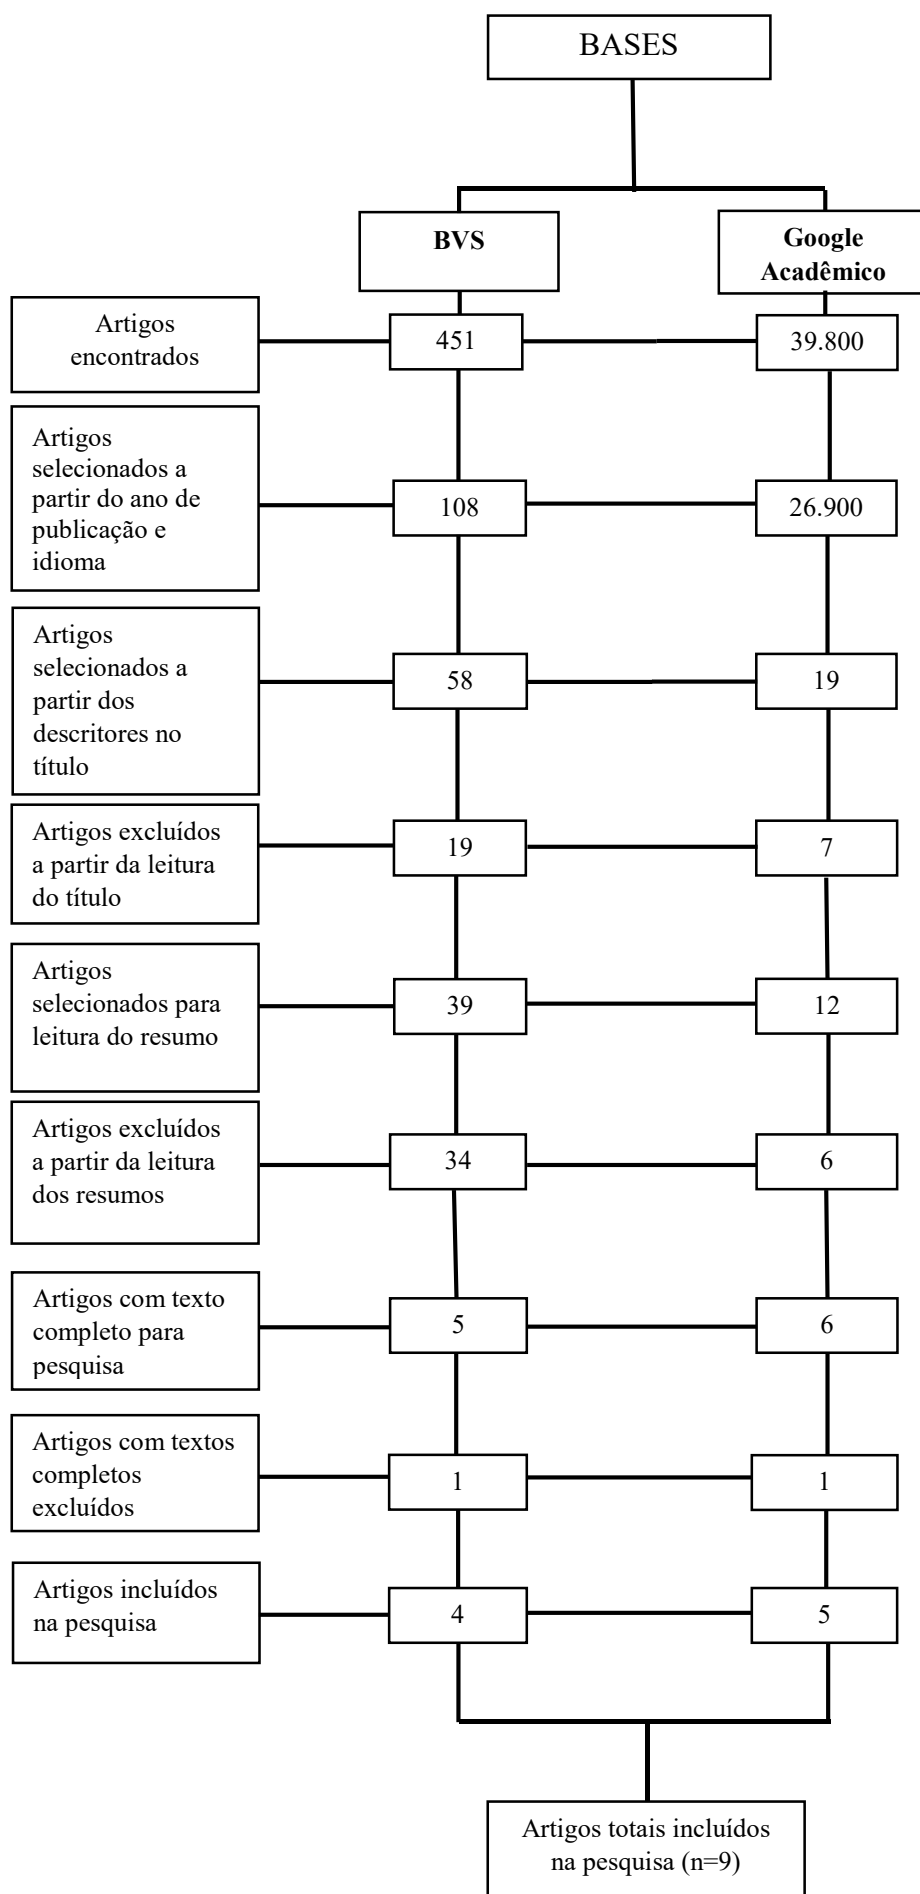 BASES
BVS
Google
Acadêmico
Artigos
encontrados
451
39.800
Artigos
selecionados a
partir do ano de
publicação e
idioma
108
26.900
Artigos
selecionados a
partir dos
descritores no
título
58
19
Artigos excluídos
a partir da leitura
do título
19
7
Artigos
selecionados para
leitura do resumo
39
12
Artigos excluídos
a partir da leitura
dos resumos
34
6
Artigos com texto
completo para
pesquisa
5
6
Artigos com textos
completos
excluídos
1
1
Artigos incluídos
na pesquisa
4
5
Artigos totais incluídos
na pesquisa (n=9)